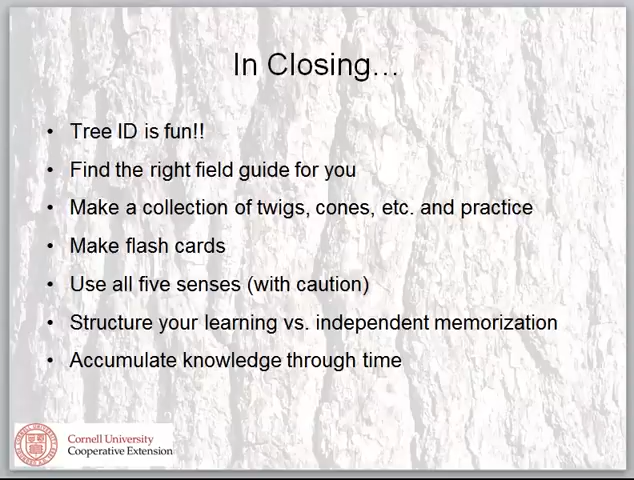 In Closing…
• Tree ID is fun!!
• Find the right field guide for you
• Make a collection of twigs, cones, etc. and practice
• Make flash cards
• Use all five senses (with caution)
• Structure your learning vs. independent memorization
• Accumulate knowledge through time
Cornell University
Cooperative Extension